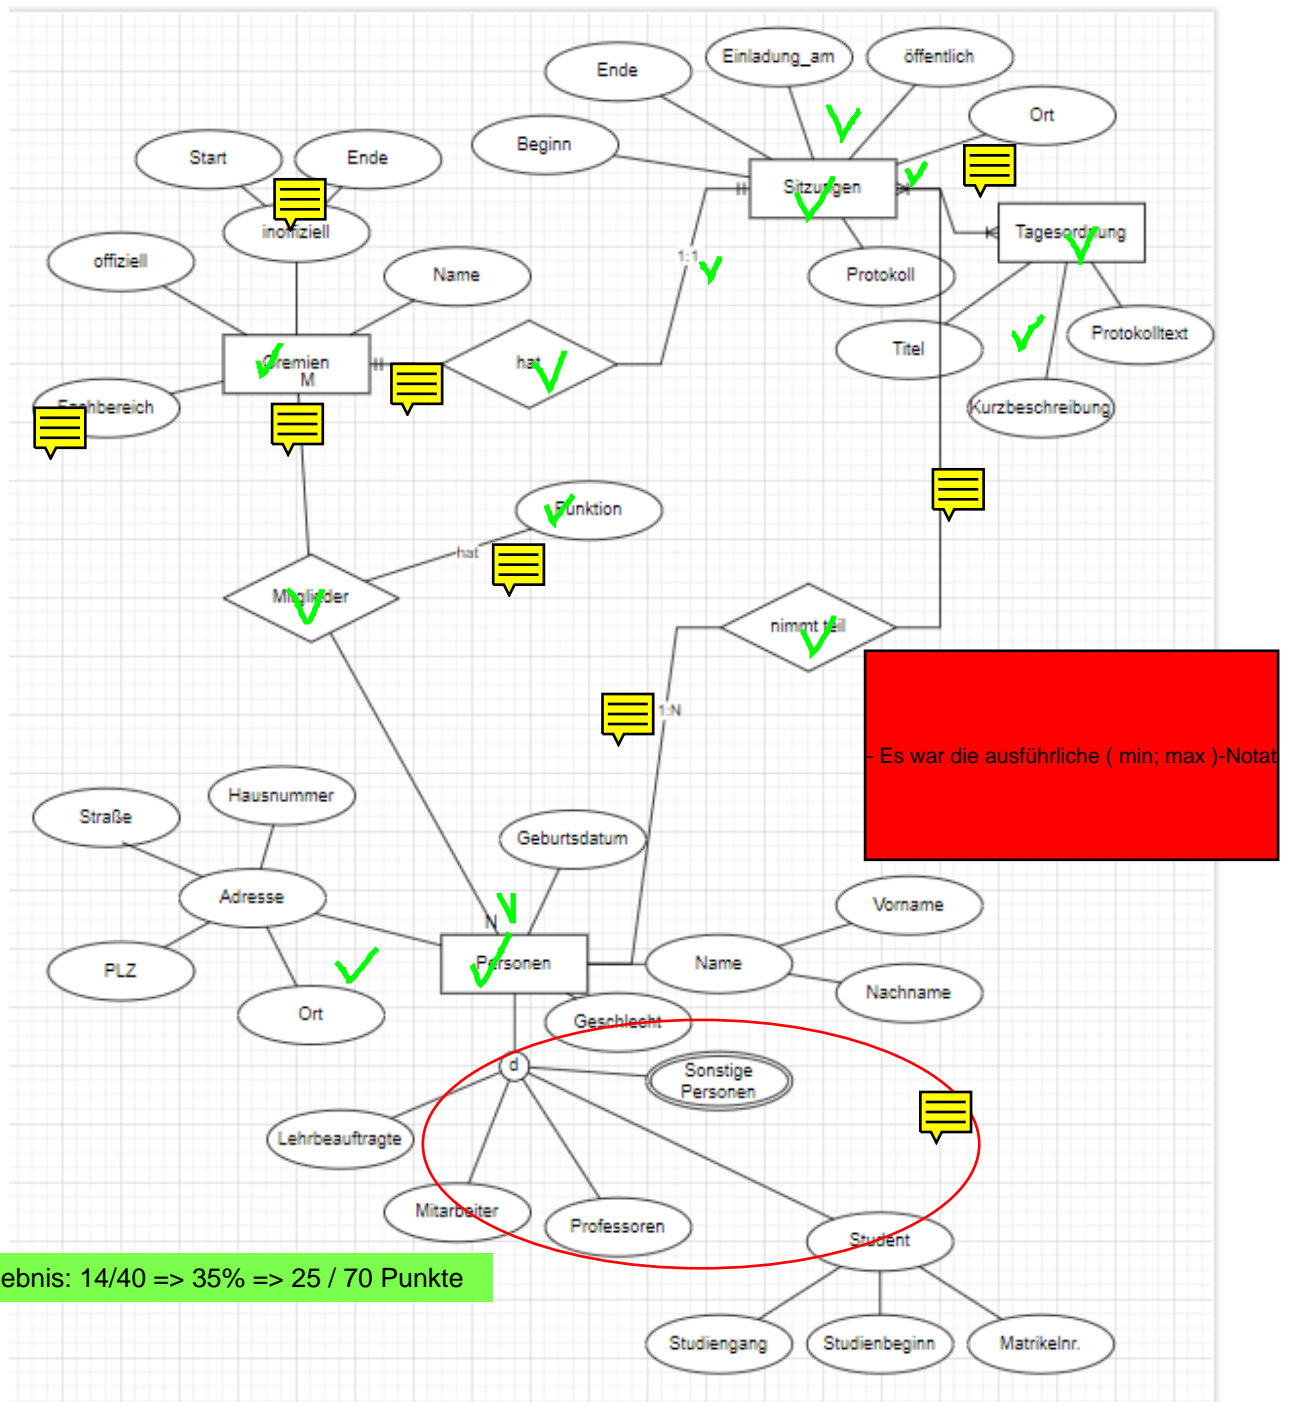 Einladung_am
öffentlich
Ende
Ort
Beginn
Start
Ende
Sitzungen
inoffiziell
Tagesordnung
offiziell
1:1
Name
Protokoll
Protokolltext
Titel
Gremien
hat
M
Fachbereich
Kurzbeschreibung
Funktion
hat
Mitglieder
nimmt teil
1:N
- Es war die ausführliche ( min; max )-Notat
Hausnummer
Straße
Geburtsdatum
Adresse
Vorname
N
PLZ
Personen
Name
Nachname
Ort
Geschlecht
d
Sonstige
Personen
Lehrbeauftragte
Mitarbeiter
Professoren
Student
ebnis: 14/40 => 35% => 25 / 70 Punkte
Studiengang
Studienbeginn
Matrikelnr.